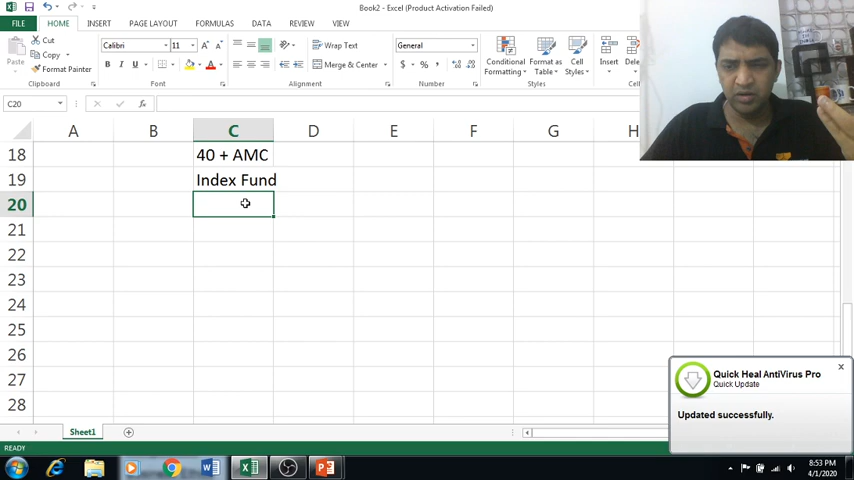 Book2 - Excel (Product Activation Failed)
FILE HOME INSERT PAGE LAYOUT FORMULAS DATA REVIEW VIEW
Paste
Cut
Copy
Format Painter
Clipboard
Calibri 11
B I U
Font
Wrap Text
Merge & Center
Alignment
General
$ % ,
Number
Conditional Formatting
Format as Table
Cell Styles
Styles
Insert
C20
fx
A B C D E F G H
18 40 + AMC
19 Index Fund
20
21
22
23
24
25
26
27
28
Quick Heal AntiVirus Pro
Quick Update
Updated successfully.
Sheet1
READY
8:53 PM
4/1/2020